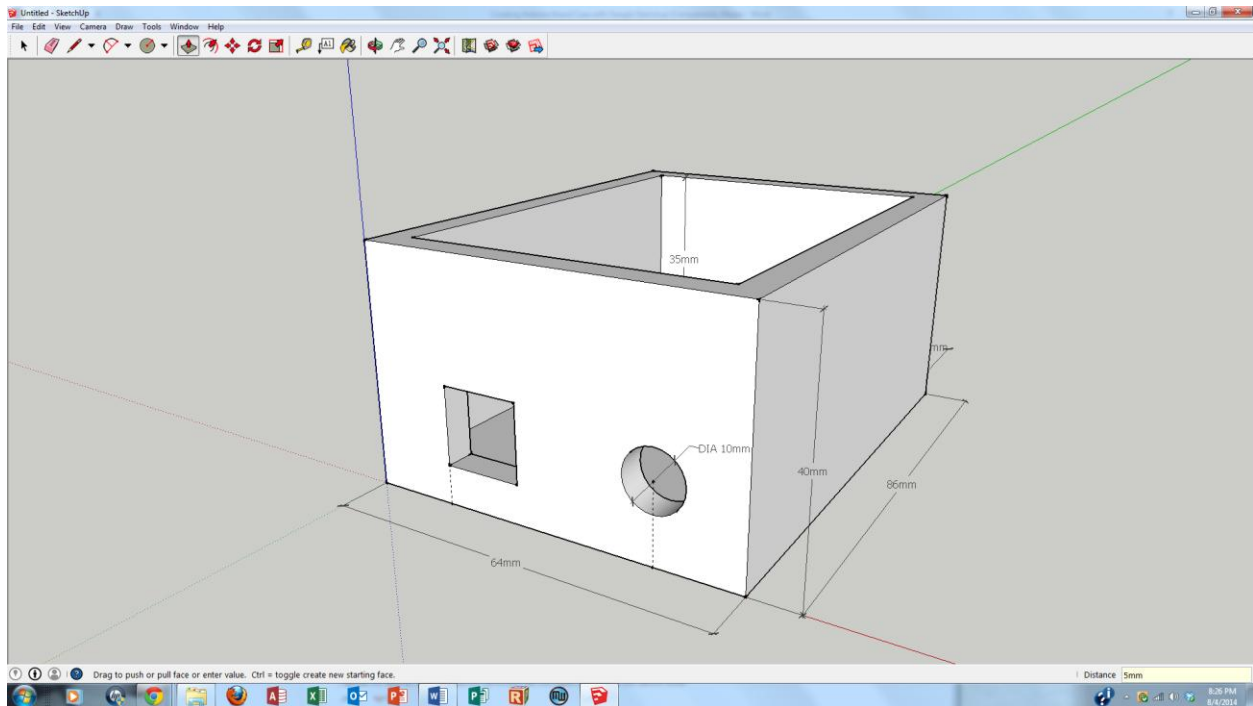 Untitled - SketchUp
File Edit View Camera Draw Tools Window Help
A1
35mm
mm
DIA 10mm
40mm
86mm
64mm
Drag to push or pull face or enter value. Ctrl = toggle create new starting face.
Distance 5mm
8:26 PM
8/4/2014